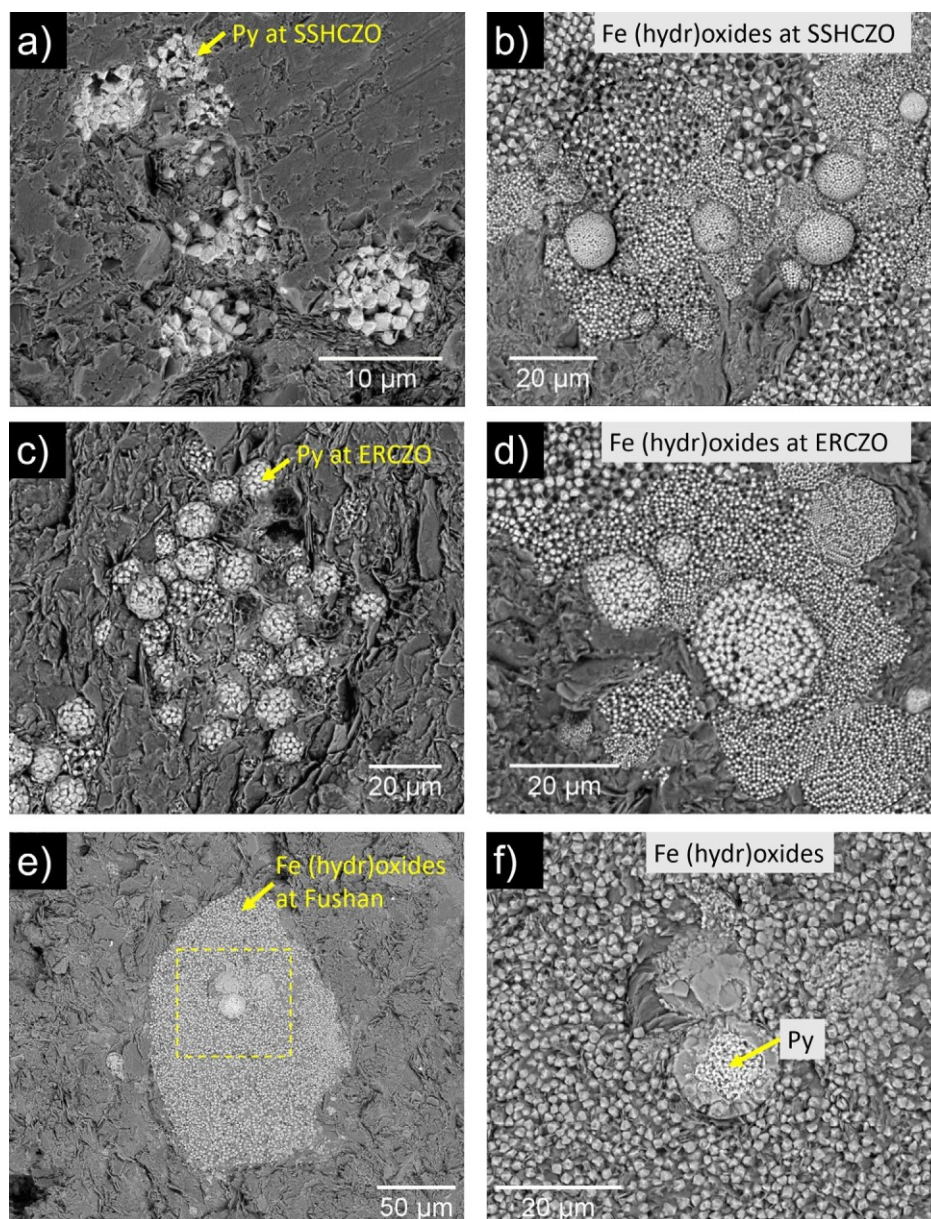 a)
Py at SSHCZO
10 µm
b)
Fe (hydr)oxides at SSHCZO
20 µm
c)
Py at ERCZO
20 µm
d)
Fe (hydr)oxides at ERCZO
20 µm
e)
Fe (hydr)oxides
at Fushan
50 µm
f)
Fe (hydr)oxides
Py
20 µm